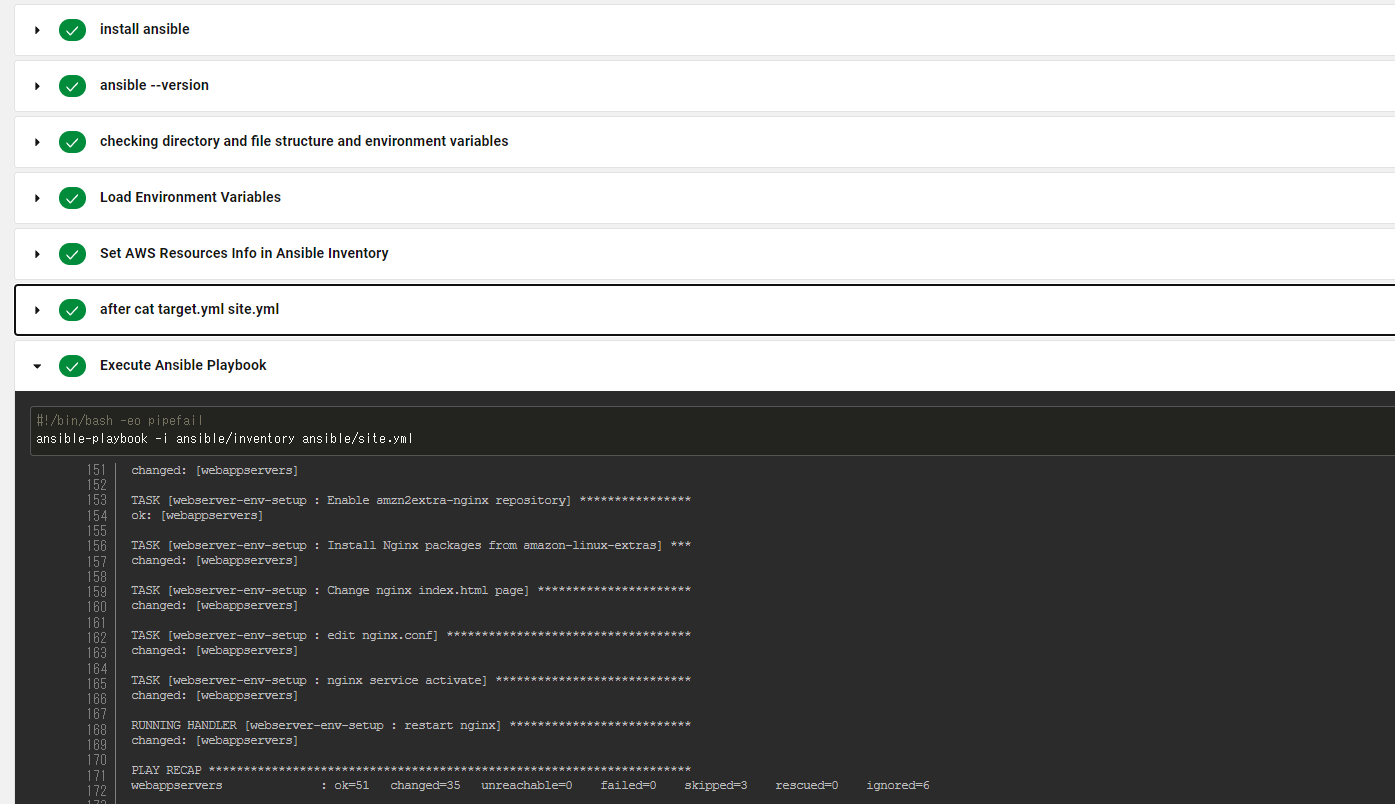 install ansible
ansible --version
checking directory and file structure and environment variables
Load Environment Variables
Set AWS Resources Info in Ansible Inventory
after cat target.yml site.yml
Execute Ansible Playbook
#!/bin/bash -eo pipefail
ansible-playbook -i ansible/inventory ansible/site.yml
151 changed: [webappservers]
152
153 TASK [webserver-env-setup : Enable amzn2extra-nginx repository] ****************
154 ok: [webappservers]
155
156 TASK [webserver-env-setup : Install Nginx packages from amazon-linux-extras] ***
157 changed: [webappservers]
158
159 TASK [webserver-env-setup : Change nginx index.html page] **********************
160 changed: [webappservers]
161
162 TASK [webserver-env-setup : edit nginx.conf] ***********************************
163 changed: [webappservers]
164
165 TASK [webserver-env-setup : nginx service activate] ****************************
166 changed: [webappservers]
167
168 RUNNING HANDLER [webserver-env-setup : restart nginx] **************************
169 changed: [webappservers]
170
171 PLAY RECAP *********************************************************************
172 webappservers : ok=51 changed=35 unreachable=0 failed=0 skipped=3 rescued=0 ignored=6